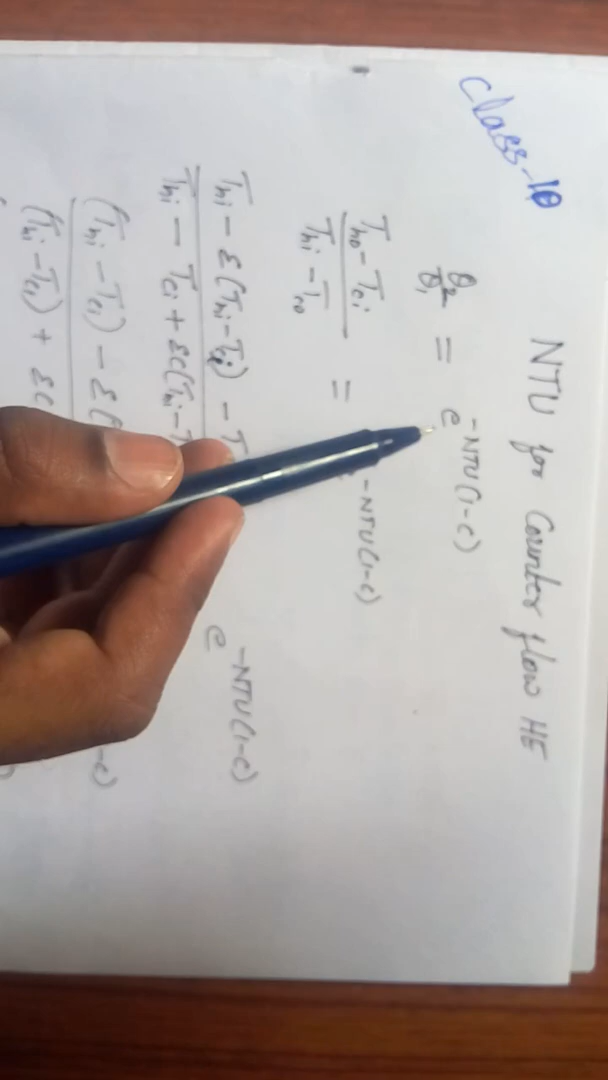 Class-10
NTU for Counter flow HE
θ2/θ1 = e^-NTU(1-C)
(Tho - Tci)/(Thi - Tco) = e^-NTU(1-C)
Thi - ε(Thi - Tci) - T
Thi - Tci + εC(Thi - T
e^-NTU(1-C)
(Thi - Tci) - ε(
(Thi - Tci) + εC
-C)